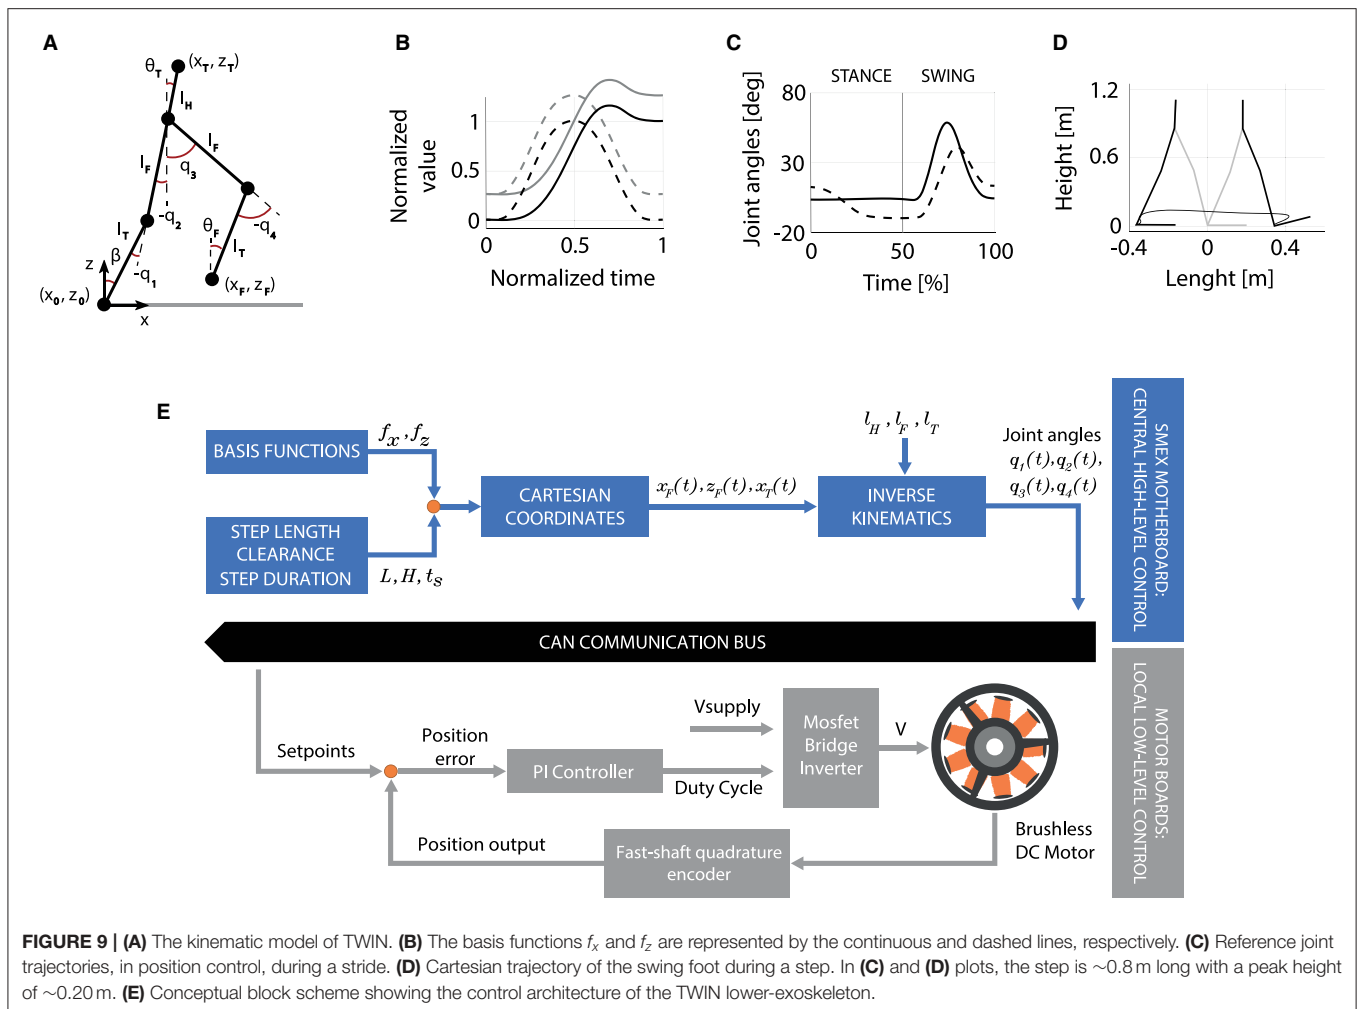 A
θT
(xT, zT)
lH
lF
q3
lF
-q2
-q4
lT
θF
lT
z
β
-q1
(x0, z0)
(xF, zF)
x
B
Normalized
value
1
0.5
0
0
0.5
1
Normalized time
C
STANCE
SWING
Joint angles [deg]
80
30
-20
0
50
100
Time [%]
D
Height [m]
1.2
0.6
0
-0.4
0
0.4
Lenght [m]
E
BASIS FUNCTIONS
fx, fz
STEP LENGTH
CLEARANCE
STEP DURATION
L, H, ts
CARTESIAN
COORDINATES
xF(t), zF(t), xT(t)
lH, lF, lT
INVERSE
KINEMATICS
Joint angles
q1(t), q2(t),
q3(t), q4(t)
SMEX MOTHERBOARD:
CENTRAL HIGH-LEVEL CONTROL
CAN COMMUNICATION BUS
Setpoints
Position
error
PI Controller
Vsupply
Duty Cycle
Mosfet
Bridge
Inverter
V
Brushless
DC Motor
Position output
Fast-shaft quadrature
encoder
MOTOR BOARDS:
LOCAL LOW-LEVEL CONTROL
FIGURE 9 | (A) The kinematic model of TWIN. (B) The basis functions fx and fz are represented by the continuous and dashed lines, respectively. (C) Reference joint
trajectories, in position control, during a stride. (D) Cartesian trajectory of the swing foot during a step. In (C) and (D) plots, the step is ~0.8 m long with a peak height
of ~0.20 m. (E) Conceptual block scheme showing the control architecture of the TWIN lower-exoskeleton.